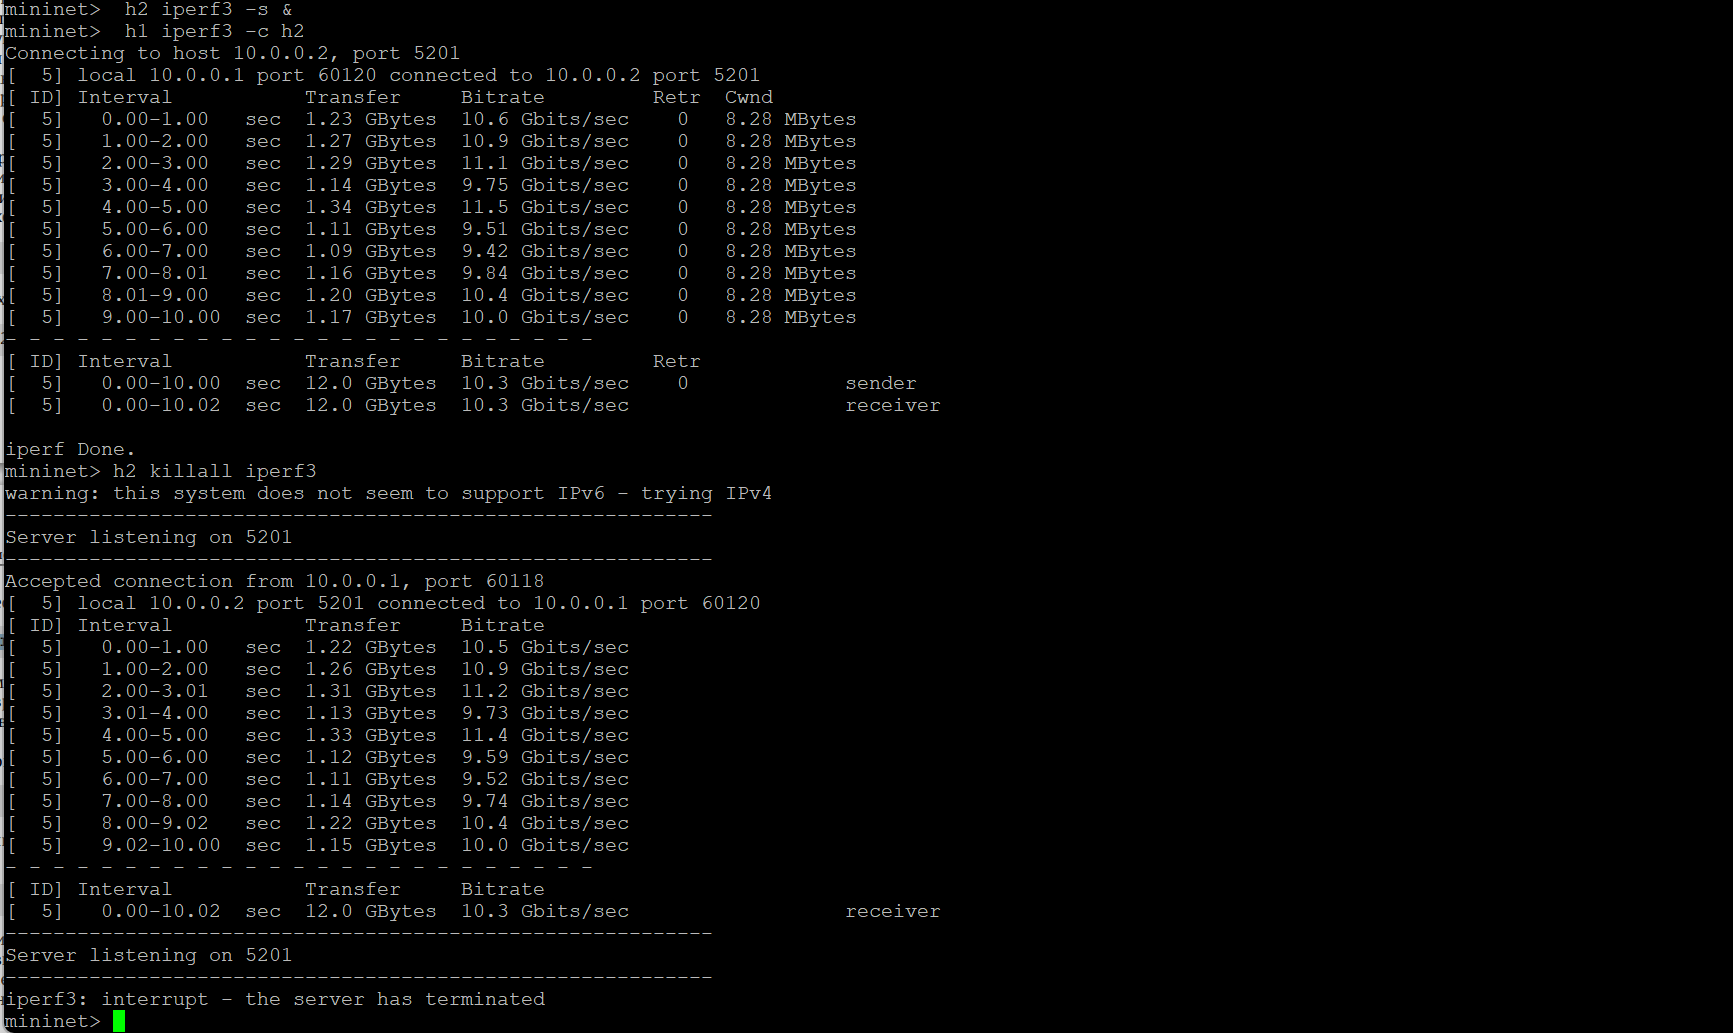 mininet>  h2 iperf3 -s &
mininet>  h1 iperf3 -c h2
Connecting to host 10.0.0.2, port 5201
[  5] local 10.0.0.1 port 60120 connected to 10.0.0.2 port 5201
[ ID] Interval           Transfer     Bitrate         Retr  Cwnd
[  5]   0.00-1.00   sec  1.23 GBytes  10.6 Gbits/sec    0   8.28 MBytes
[  5]   1.00-2.00   sec  1.27 GBytes  10.9 Gbits/sec    0   8.28 MBytes
[  5]   2.00-3.00   sec  1.29 GBytes  11.1 Gbits/sec    0   8.28 MBytes
[  5]   3.00-4.00   sec  1.14 GBytes  9.75 Gbits/sec    0   8.28 MBytes
[  5]   4.00-5.00   sec  1.34 GBytes  11.5 Gbits/sec    0   8.28 MBytes
[  5]   5.00-6.00   sec  1.11 GBytes  9.51 Gbits/sec    0   8.28 MBytes
[  5]   6.00-7.00   sec  1.09 GBytes  9.42 Gbits/sec    0   8.28 MBytes
[  5]   7.00-8.01   sec  1.16 GBytes  9.84 Gbits/sec    0   8.28 MBytes
[  5]   8.01-9.00   sec  1.20 GBytes  10.4 Gbits/sec    0   8.28 MBytes
[  5]   9.00-10.00  sec  1.17 GBytes  10.0 Gbits/sec    0   8.28 MBytes
- - - - - - - - - - - - - - - - - - - - - - - - -
[ ID] Interval           Transfer     Bitrate         Retr
[  5]   0.00-10.00  sec  12.0 GBytes  10.3 Gbits/sec    0             sender
[  5]   0.00-10.02  sec  12.0 GBytes  10.3 Gbits/sec                  receiver
iperf Done.
mininet> h2 killall iperf3
warning: this system does not seem to support IPv6 - trying IPv4
-----------------------------------------------------------
Server listening on 5201
-----------------------------------------------------------
Accepted connection from 10.0.0.1, port 60118
[  5] local 10.0.0.2 port 5201 connected to 10.0.0.1 port 60120
[ ID] Interval           Transfer     Bitrate
[  5]   0.00-1.00   sec  1.22 GBytes  10.5 Gbits/sec
[  5]   1.00-2.00   sec  1.26 GBytes  10.9 Gbits/sec
[  5]   2.00-3.01   sec  1.31 GBytes  11.2 Gbits/sec
[  5]   3.01-4.00   sec  1.13 GBytes  9.73 Gbits/sec
[  5]   4.00-5.00   sec  1.33 GBytes  11.4 Gbits/sec
[  5]   5.00-6.00   sec  1.12 GBytes  9.59 Gbits/sec
[  5]   6.00-7.00   sec  1.11 GBytes  9.52 Gbits/sec
[  5]   7.00-8.00   sec  1.14 GBytes  9.74 Gbits/sec
[  5]   8.00-9.02   sec  1.22 GBytes  10.4 Gbits/sec
[  5]   9.02-10.00  sec  1.15 GBytes  10.0 Gbits/sec
- - - - - - - - - - - - - - - - - - - - - - - - -
[ ID] Interval           Transfer     Bitrate
[  5]   0.00-10.02  sec  12.0 GBytes  10.3 Gbits/sec                  receiver
-----------------------------------------------------------
Server listening on 5201
-----------------------------------------------------------
iperf3: interrupt - the server has terminated
mininet>